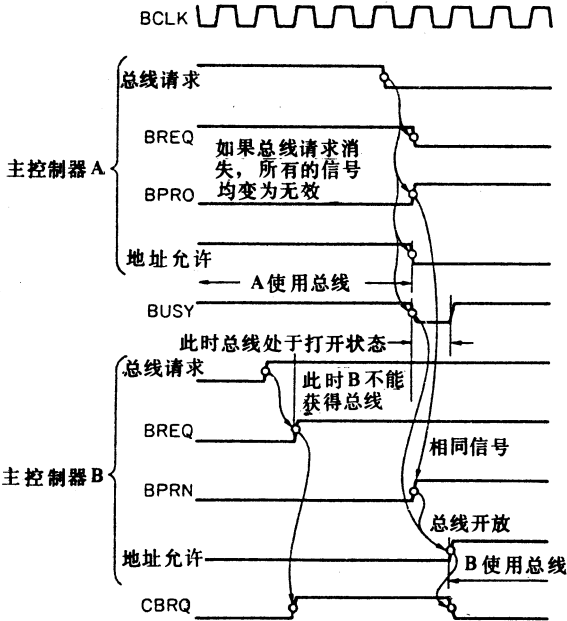 BCLK
总线请求
BREQ
如果总线请求消
失，所有的信号
均变为无效
主控制器A
BPRO
地址允许
A使用总线
BUSY
此时总线处于打开状态
总线请求
此时B不能
获得总线
BREQ
相同信号
主控制器B
BPRN
总线开放
地址允许
B使用总线
CBRQ